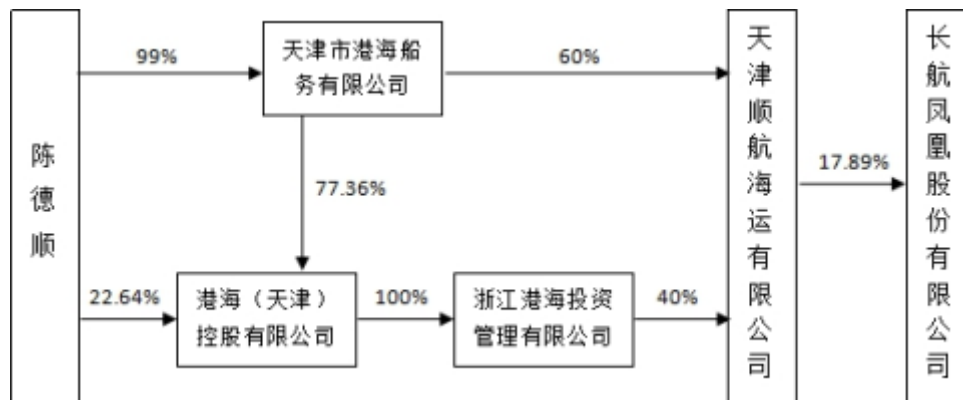 陈德顺
99%
天津市港海船
务有限公司
60%
77.36%
22.64%
港海（天津）
控股有限公司
100%
浙江港海投资
管理有限公司
40%
天津顺航海运有限公司
17.89%
长航凤凰股份有限公司